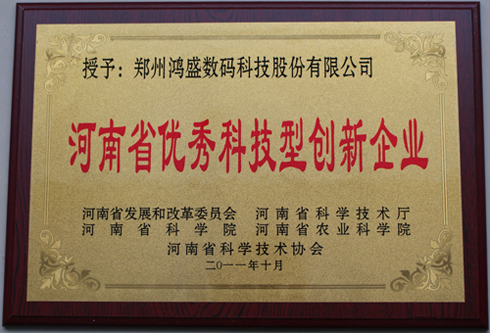 授予：郑州鸿盛数码科技股份有限公司
河南省优秀科技型创新企业
河南省发展和改革委员会 河南省科学技术厅
河南省科学院 河南省农业科学院
河南省科学技术协会
二〇一一年十月